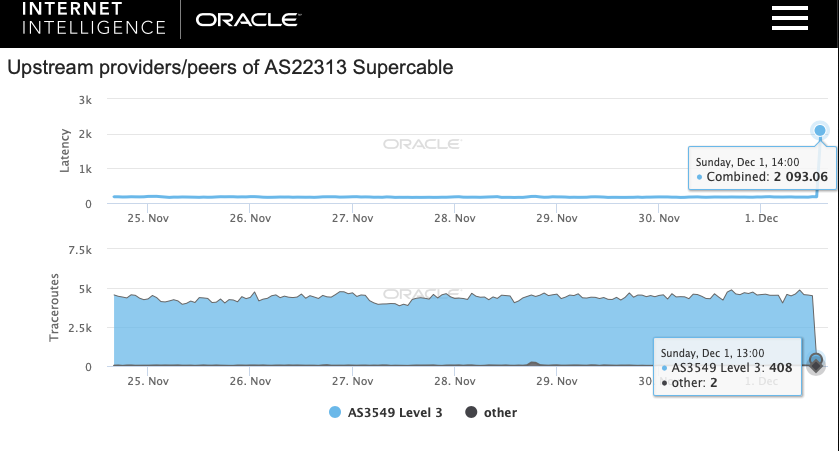 INTERNET
INTELLIGENCE
ORACLE
Upstream providers/peers of AS22313 Supercable
3k
2k
1k
0
Latency
ORACLE
Sunday, Dec 1, 14:00
Combined: 2 093.06
25. Nov 26. Nov 27. Nov 28. Nov 29. Nov 30. Nov 1. Dec
7.5k
5k
2.5k
0
Traceroutes
ORACLE
Sunday, Dec 1, 13:00
AS3549 Level 3: 408
other: 2
25. Nov 26. Nov 27. Nov 28. Nov 29. Nov 30 1. Dec
AS3549 Level 3 other